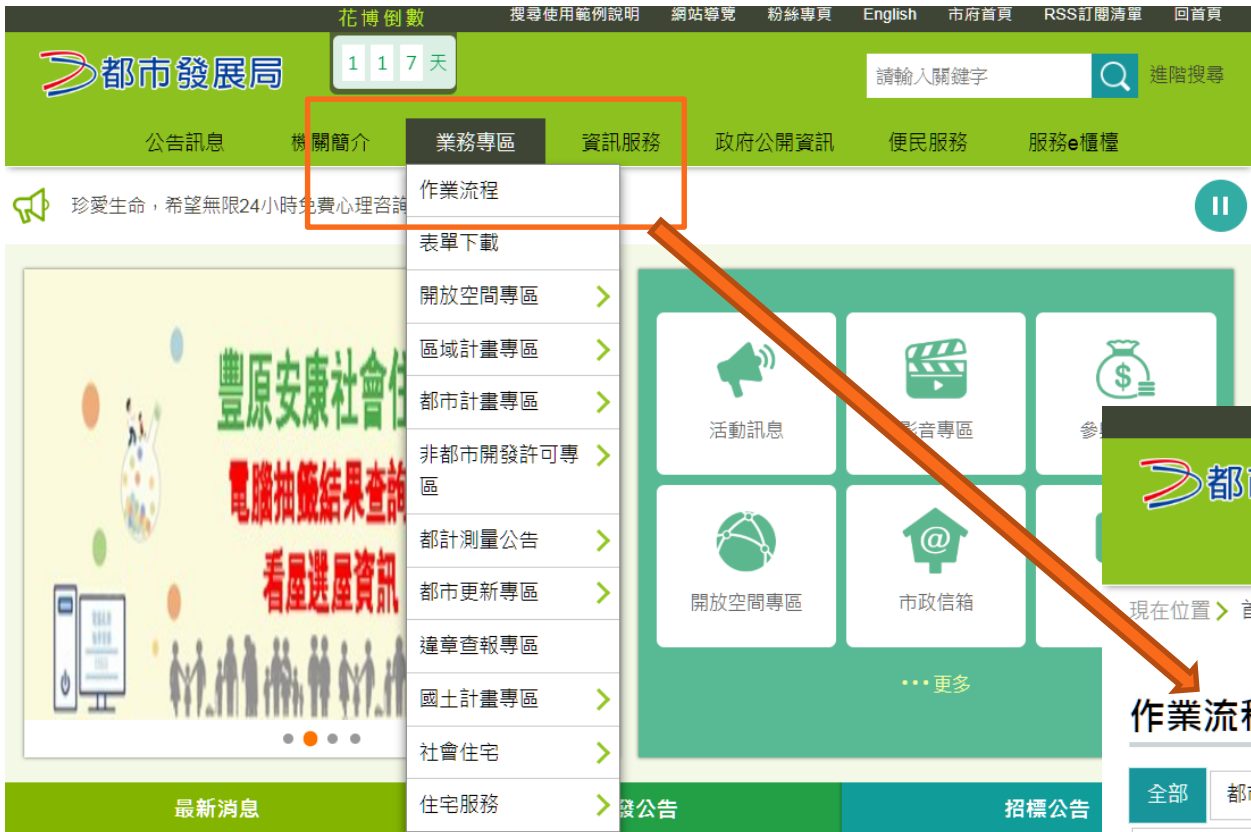 花博倒數 搜尋使用範例說明 網站導覽 粉絲專頁 English 市府首頁 RSS訂閱清單 回首頁
都市發展局 1 1 7 天 請輸入關鍵字 進階搜尋
公告訊息 機關簡介 業務專區 資訊服務 政府公開資訊 便民服務 服務e櫃檯
珍愛生命，希望無限24小時免費心理咨詢
作業流程
表單下載
開放空間專區
區域計畫專區
都市計畫專區
非都市開發許可專
區
都計測量公告
都市更新專區
違章查報專區
國土計畫專區
社會住宅
住宅服務
豐原安康社會住
電腦抽籤結果查詢
看屋選屋資訊
活動訊息 影音專區 參
開放空間專區 市政信箱
•••更多
都
現在位置 首
作業流程
全部 都市
最新消息 發公告 招標公告